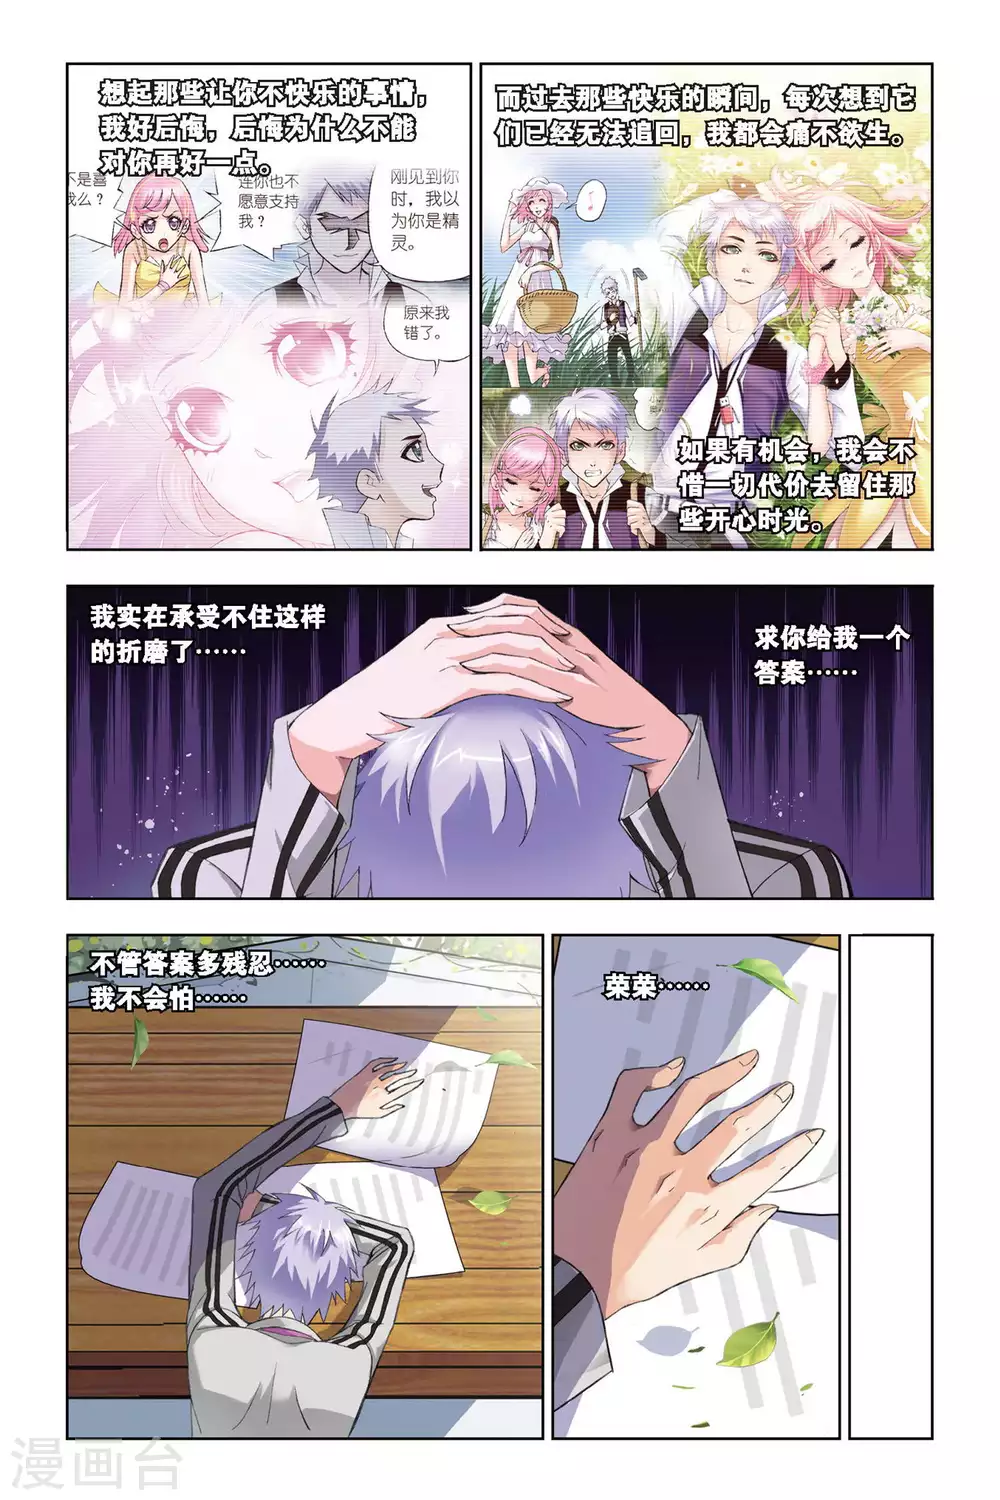 想起那些让你不快乐的事情，
我好后悔，后悔为什么不能
对你再好一点。
不是喜
么？
连你也不
愿意支持
我？
刚见到你
时，我以
为你是精
灵。
原来我
错了。
而过去那些快乐的瞬间，每次想到它
们已经无法追回，我都会痛不欲生。
如果有机会，我会不
惜一切代价去留住那
些开心时光。
我实在承受不住这样
的折磨了……
求你给我一个
答案……
不管答案多残忍……
我不会怕……
荣荣……
漫画台